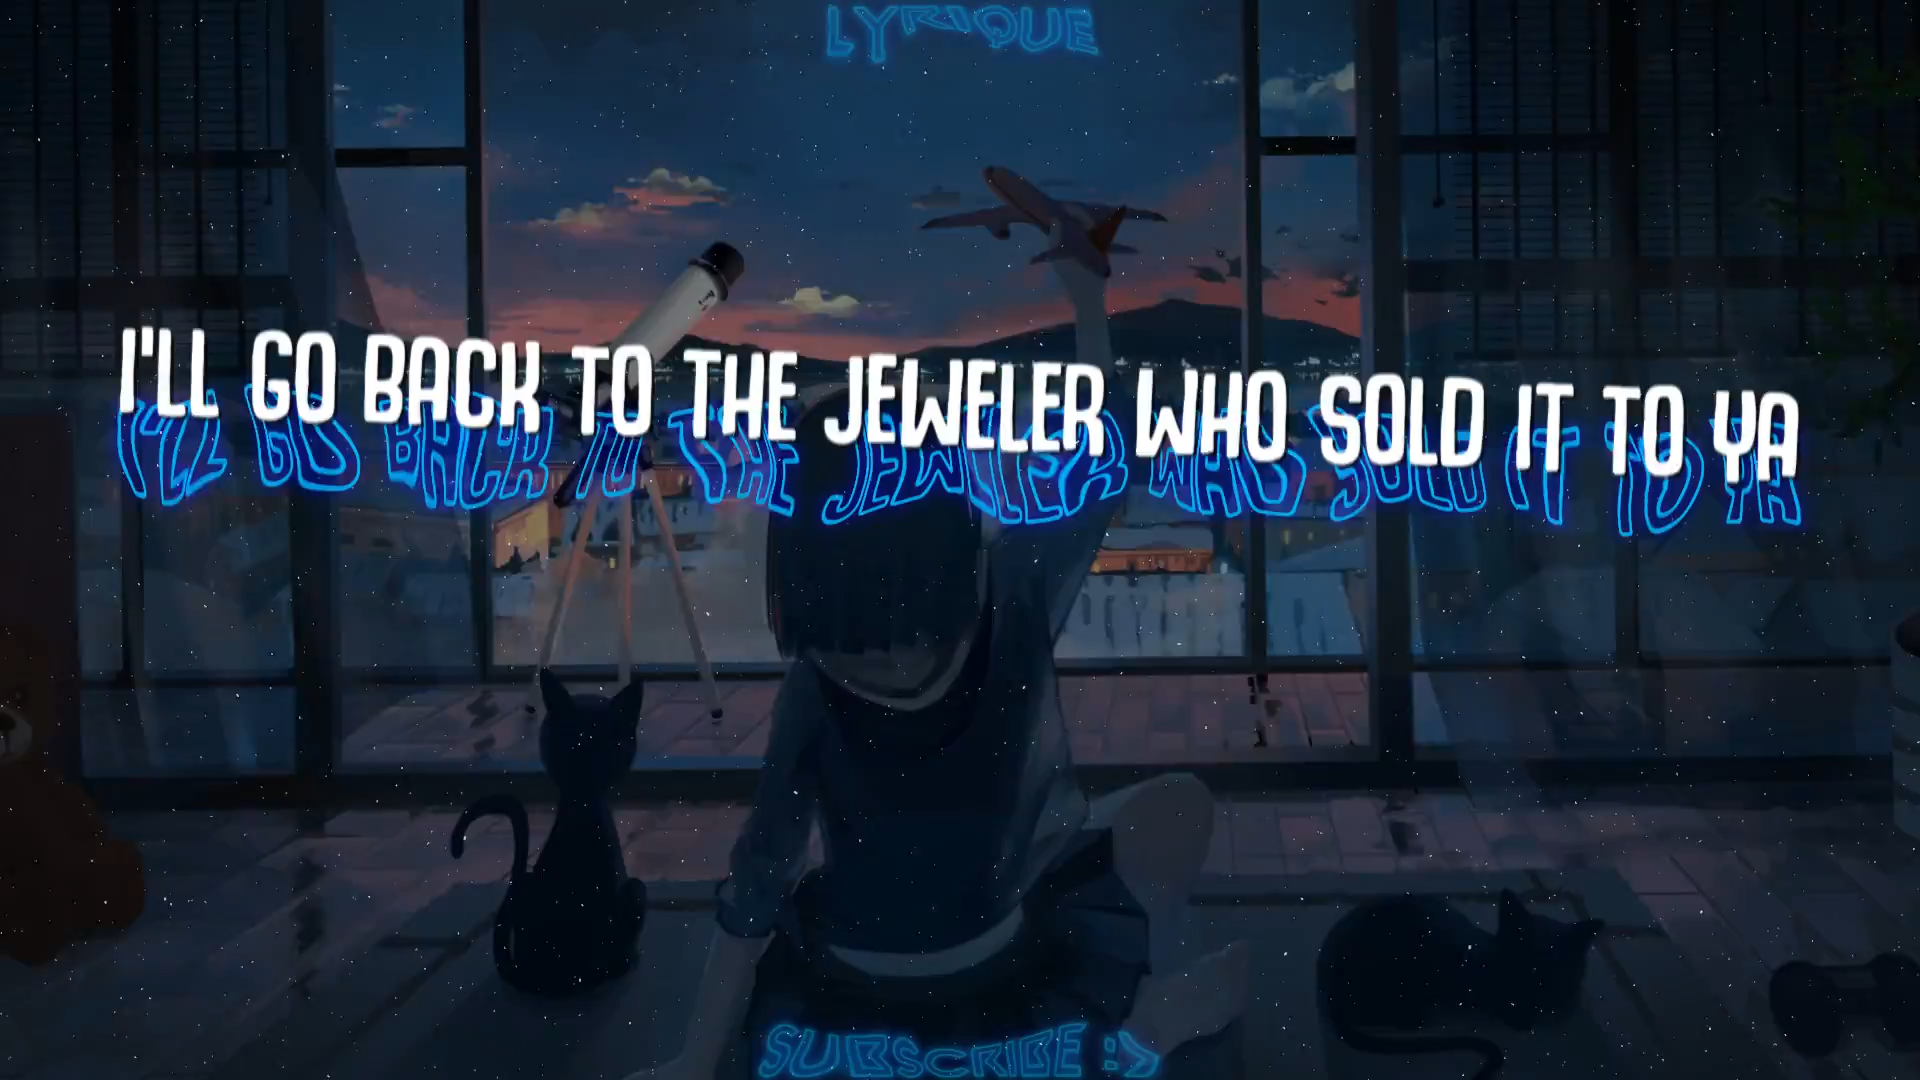 LYRIQUE
I'LL GO BACK TO THE JEWELER WHO SOLD IT TO YA
I'LL GO BACK TO THE JEWELER WHO SOLD IT TO YA
SUBSCRIBE :>